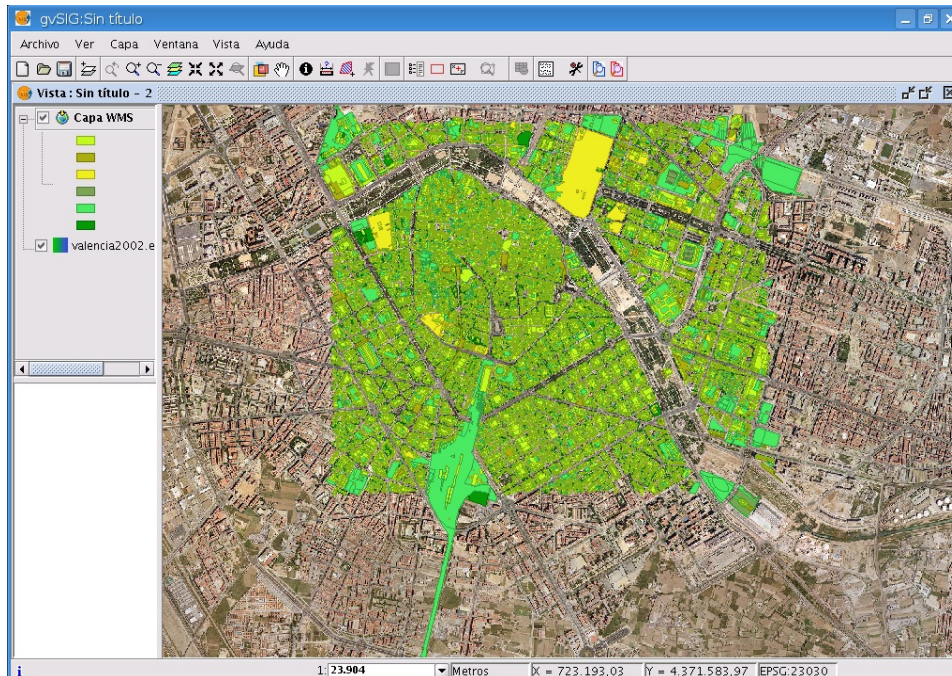 gvSIG:Sin título
Archivo Ver Capa Ventana Vista Ayuda
Vista : Sin título - 2
Capa WMS
valencia2002.e
1: 23.904 Metros X = 723.193,03 Y = 4.371.583,97 EPSG:23030